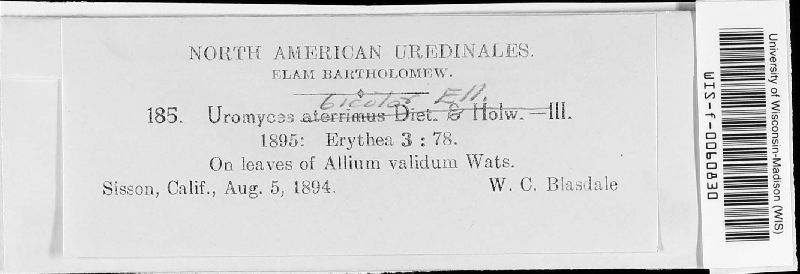 NORTH AMERICAN UREDINALES.
ELAM BARTHOLOMEW.
bicolor Ell.
185. Uromyces aterrimus Diet. & Holw.—III.
1895: Erythea 3 : 78.
On leaves of Allium validum Wats.
Sisson, Calif., Aug. 5, 1894. W. C. Blasdale
University of Wisconsin-Madison (WIS)
WIS-f-0090830